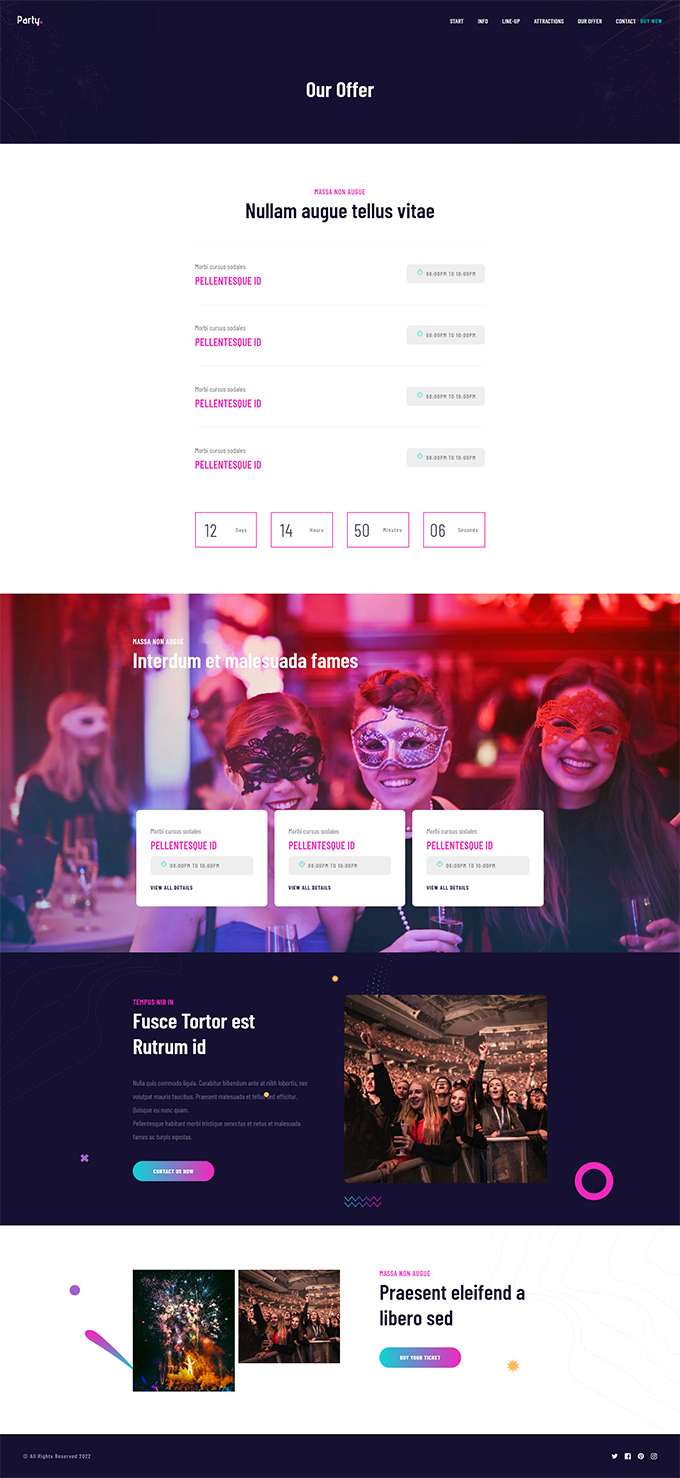 Party.
START INFO LINE-UP ATTRACTIONS OUR OFFER CONTACT BUY NOW
Our Offer
MASSA NON AUGUE
Nullam augue tellus vitae
Morbi cursus sodales
PELLENTESQUE ID
08:00PM TO 10:00PM
Morbi cursus sodales
PELLENTESQUE ID
08:00PM TO 10:00PM
Morbi cursus sodales
PELLENTESQUE ID
08:00PM TO 10:00PM
Morbi cursus sodales
PELLENTESQUE ID
08:00PM TO 10:00PM
12 Days 14 Hours 50 Minutes 06 Seconds
MASSA NON AUGUE
Interdum et malesuada fames
Morbi cursus sodales
PELLENTESQUE ID
08:00PM TO 10:00PM
VIEW ALL DETAILS
Morbi cursus sodales
PELLENTESQUE ID
08:00PM TO 10:00PM
VIEW ALL DETAILS
Morbi cursus sodales
PELLENTESQUE ID
08:00PM TO 10:00PM
VIEW ALL DETAILS
TEMPUS NIB IN
Fusce Tortor est
Rutrum id
Nulla quis commodo ligula. Curabitur bibendum ante at nibh lobortis, nec
volutpat mauris faucibus. Praesent malesuada et tellus sed efficitur.
Quisque eu nunc quam.
Pellentesque habitant morbi tristique senectus et netus et malesuada
fames ac turpis egestas.
CONTACT US NOW
MASSA NON AUGUE
Praesent eleifend a
libero sed
BUY YOUR TICKET
© All Rights Reserved 2022